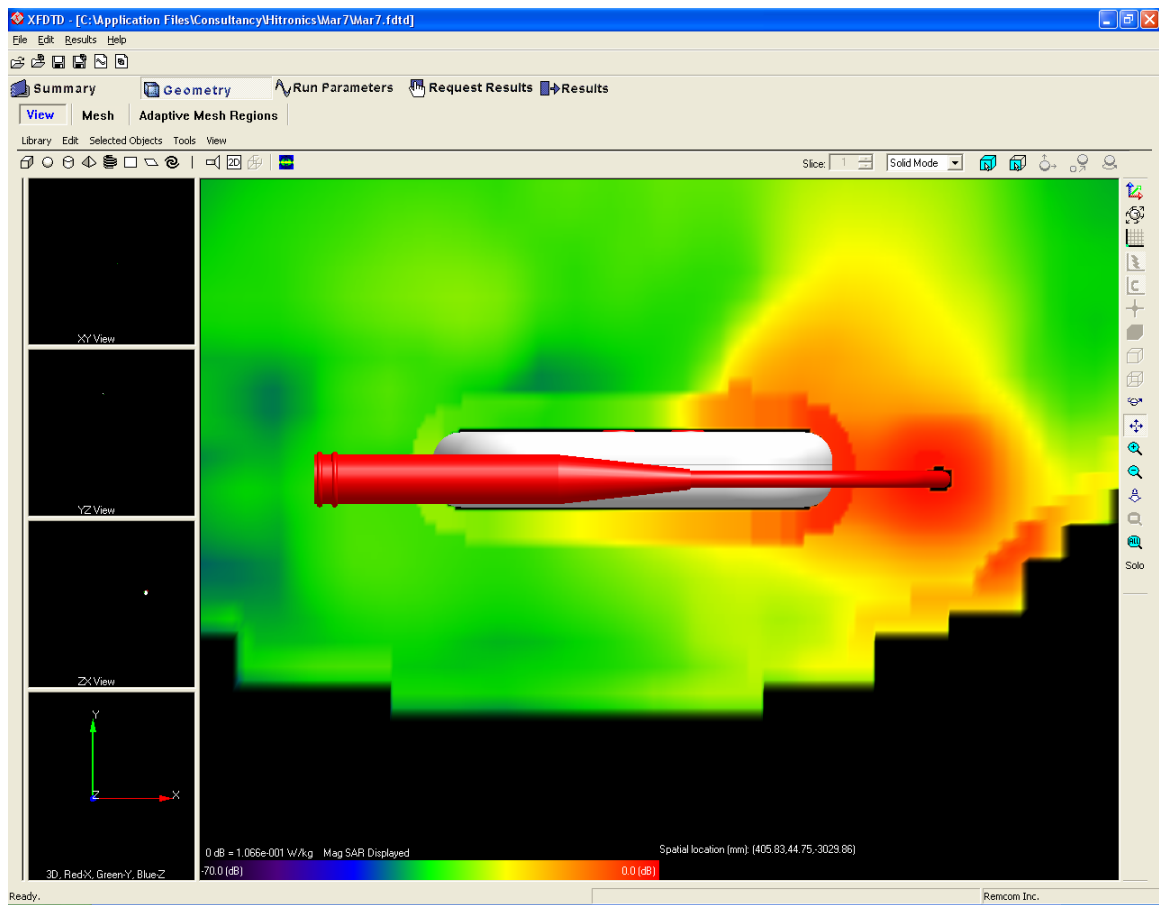 XFDTD - [C:\Application Files\Consultancy\Hitronics\Mar7\Mar7.fdtd]
File Edit Results Help
Summary Geometry Run Parameters Request Results Results
View Mesh Adaptive Mesh Regions
Library Edit Selected Objects Tools View
2D Slice: 1 Solid Mode
XY View
YZ View
ZX View
Y
Z X
3D, Red-X, Green-Y, Blue-Z
0 dB = 1.066e-001 W/kg Mag SAR Displayed
Spatial location (mm): (405.83,44.75,-3029.86)
-70.0 (dB) 0.0 (dB)
ALL
Solo
Ready. Remcom Inc.